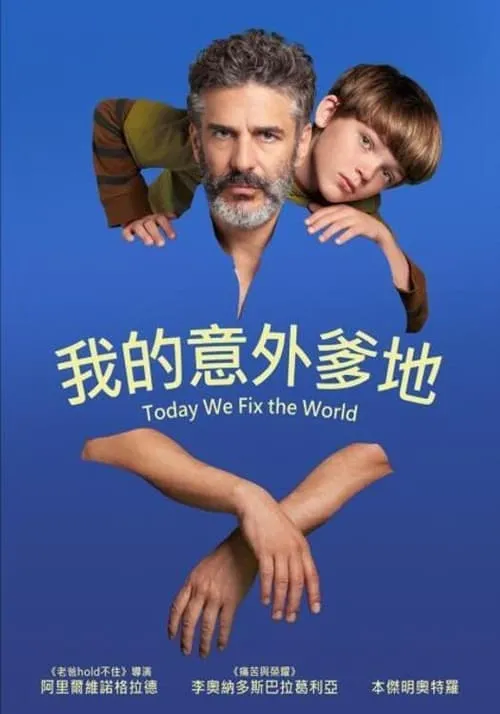 我的意外爹地
Today We Fix the World
《老爸hold不住》導演
阿里爾維諾格拉德
《痛苦與榮耀》
李奧納多斯巴拉葛利亞
本傑明奧特羅